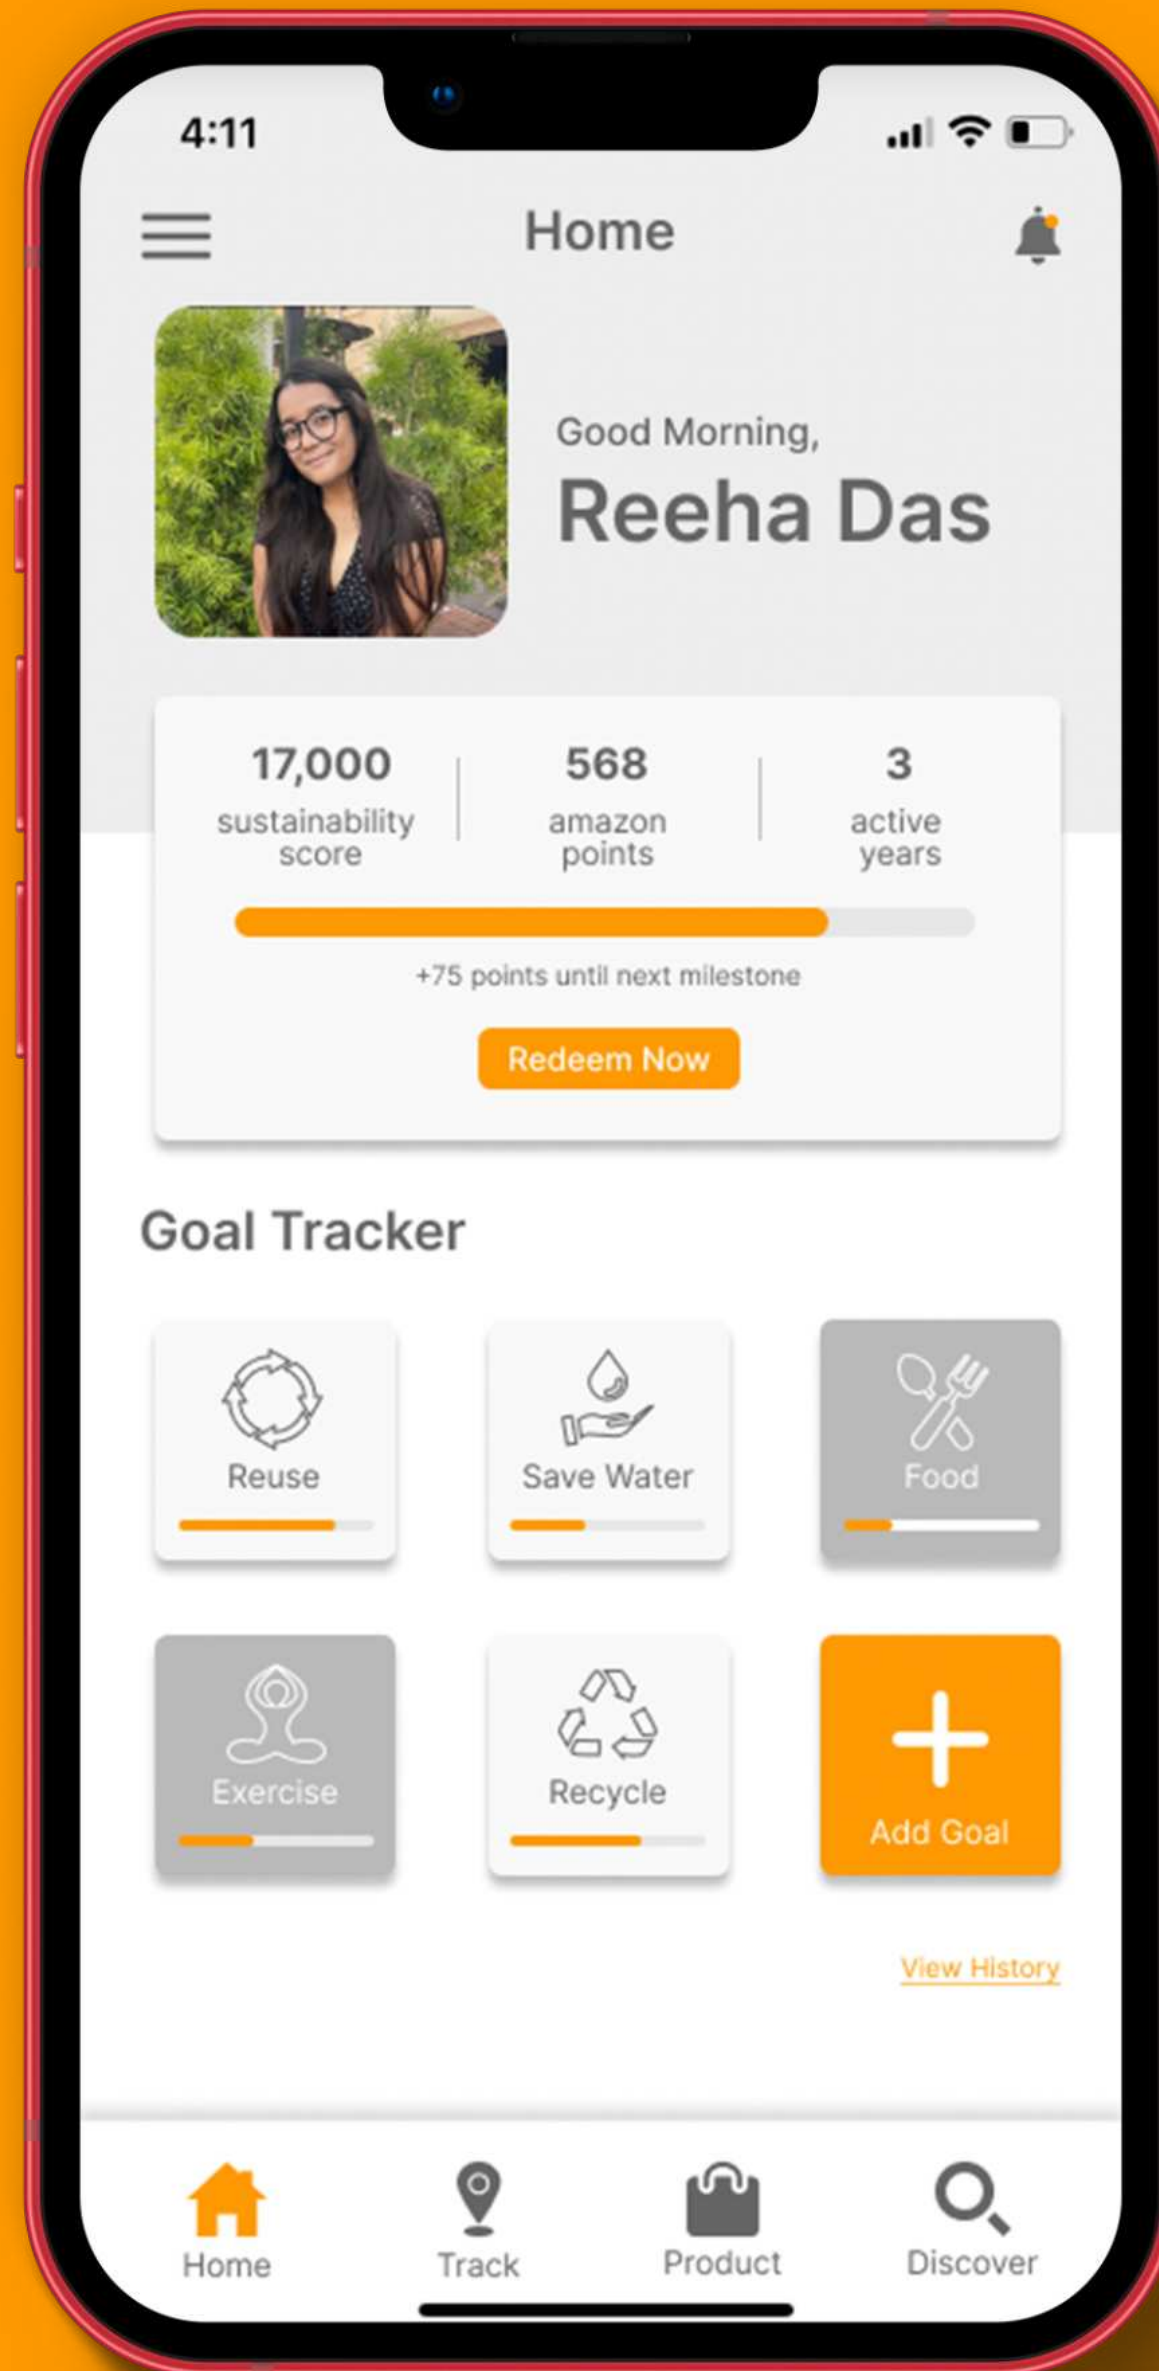 4:11
Home
Good Morning,
Reeha Das
17,000
sustainability
score
568
amazon
points
3
active
years
+75 points until next milestone
Redeem Now
Goal Tracker
Reuse
Save Water
Food
Exercise
Recycle
Add Goal
View History
Home
Track
Product
Discover